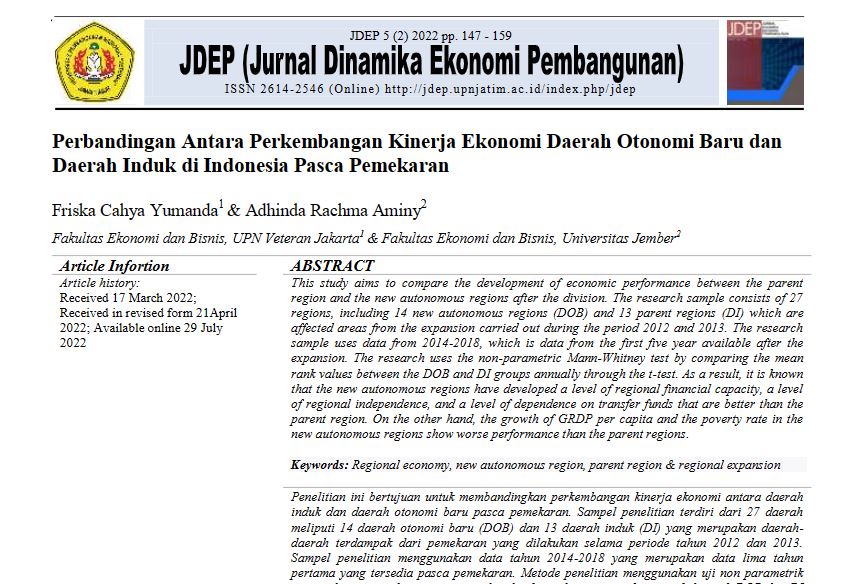 JDEP 5 (2) 2022 pp. 147 - 159
JDEP (Jurnal Dinamika Ekonomi Pembangunan)
ISSN 2614-2546 (Online) http://jdep.upnjatim.ac.id/index.php/jdep
JDEP
Perbandingan Antara Perkembangan Kinerja Ekonomi Daerah Otonomi Baru dan
Daerah Induk di Indonesia Pasca Pemekaran
Friska Cahya Yumanda1 & Adhinda Rachma Aminy2
Fakultas Ekonomi dan Bisnis, UPN Veteran Jakarta1 & Fakultas Ekonomi dan Bisnis, Universitas Jember2
Article Infortion
Article history:
Received 17 March 2022;
Received in revised form 21April
2022; Available online 29 July
2022
ABSTRACT
This study aims to compare the development of economic performance between the parent
region and the new autonomous regions after the division. The research sample consists of 27
regions, including 14 new autonomous regions (DOB) and 13 parent regions (DI) which are
affected areas from the expansion carried out during the period 2012 and 2013. The research
sample uses data from 2014-2018, which is data from the first five year available after the
expansion. The research uses the non-parametric Mann-Whitney test by comparing the mean
rank values between the DOB and DI groups annually through the t-test. As a result, it is known
that the new autonomous regions have developed a level of regional financial capacity, a level
of regional independence, and a level of dependence on transfer funds that are better than the
parent region. On the other hand, the growth of GRDP per capita and the poverty rate in the
new autonomous regions show worse performance than the parent regions.
Keywords: Regional economy, new autonomous region, parent region & regional expansion
Penelitian ini bertujuan untuk membandingkan perkembangan kinerja ekonomi antara daerah
induk dan daerah otonomi baru pasca pemekaran. Sampel penelitian terdiri dari 27 daerah
meliputi 14 daerah otonomi baru (DOB) dan 13 daerah induk (DI) yang merupakan daerah-
daerah terdampak dari pemekaran yang dilakukan selama periode tahun 2012 dan 2013.
Sampel penelitian menggunakan data tahun 2014-2018 yang merupakan data lima tahun
pertama yang tersedia pasca pemekaran. Metode penelitian menggunakan uji non parametrik